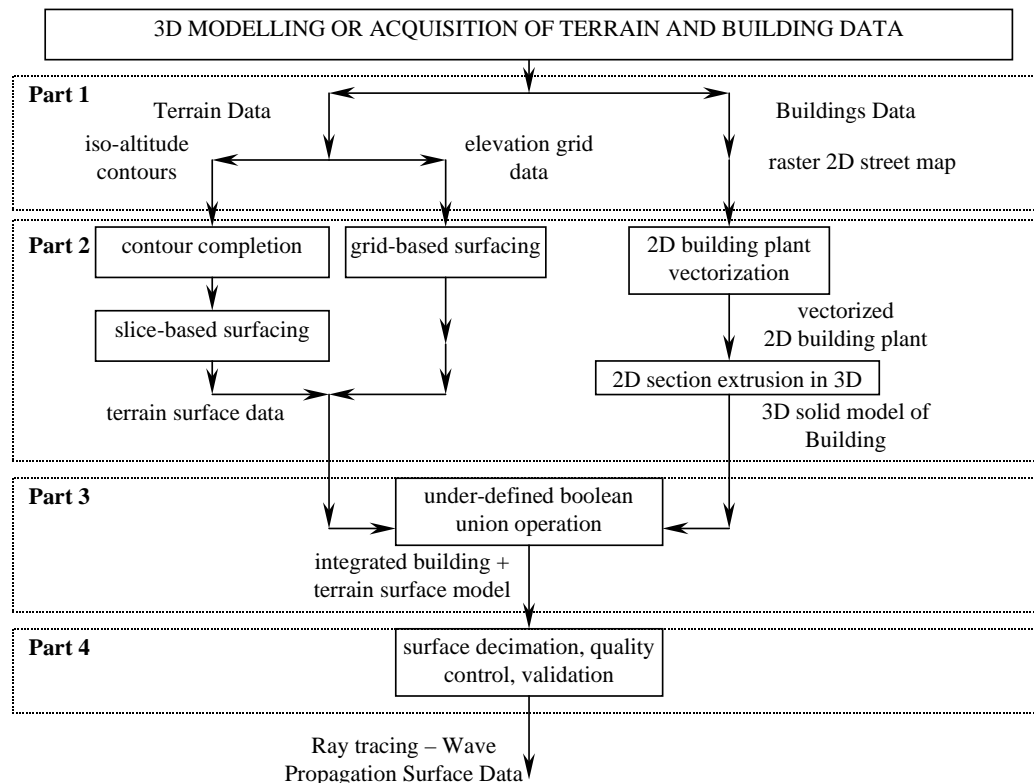 3D MODELLING OR ACQUISITION OF TERRAIN AND BUILDING DATA
Part 1
Terrain Data
Buildings Data
iso-altitude
contours
elevation grid
data
raster 2D street map
Part 2
contour completion
grid-based surfacing
2D building plant
vectorization
slice-based surfacing
vectorized
2D building plant
2D section extrusion in 3D
terrain surface data
3D solid model of
Building
Part 3
under-defined boolean
union operation
integrated building +
terrain surface model
Part 4
surface decimation, quality
control, validation
Ray tracing – Wave
Propagation Surface Data